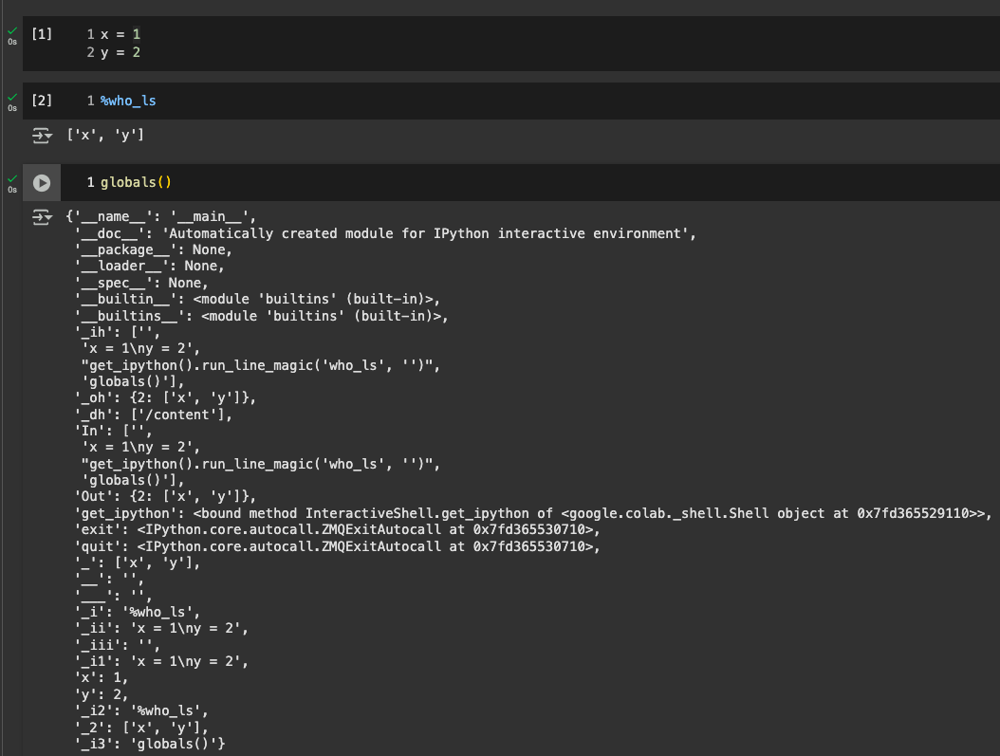 0s
[1]
1 x = 1
2 y = 2
0s
[2]
1 %who_ls
['x', 'y']
0s
1 globals()
{'__name__': '__main__',
 '__doc__': 'Automatically created module for IPython interactive environment',
 '__package__': None,
 '__loader__': None,
 '__spec__': None,
 '__builtin__': <module 'builtins' (built-in)>,
 '__builtins__': <module 'builtins' (built-in)>,
 '_ih': ['',
  'x = 1\ny = 2',
  "get_ipython().run_line_magic('who_ls', '')",
  'globals()'],
 '_oh': {2: ['x', 'y']},
 '_dh': ['/content'],
 'In': ['',
  'x = 1\ny = 2',
  "get_ipython().run_line_magic('who_ls', '')",
  'globals()'],
 'Out': {2: ['x', 'y']},
 'get_ipython': <bound method InteractiveShell.get_ipython of <google.colab._shell.Shell object at 0x7fd365529110>>,
 'exit': <IPython.core.autocall.ZMQExitAutocall at 0x7fd365530710>,
 'quit': <IPython.core.autocall.ZMQExitAutocall at 0x7fd365530710>,
 '_': ['x', 'y'],
 '__': '',
 '___': '',
 '_i': '%who_ls',
 '_ii': 'x = 1\ny = 2',
 '_iii': '',
 '_i1': 'x = 1\ny = 2',
 'x': 1,
 'y': 2,
 '_i2': '%who_ls',
 '_2': ['x', 'y'],
 '_i3': 'globals()'}